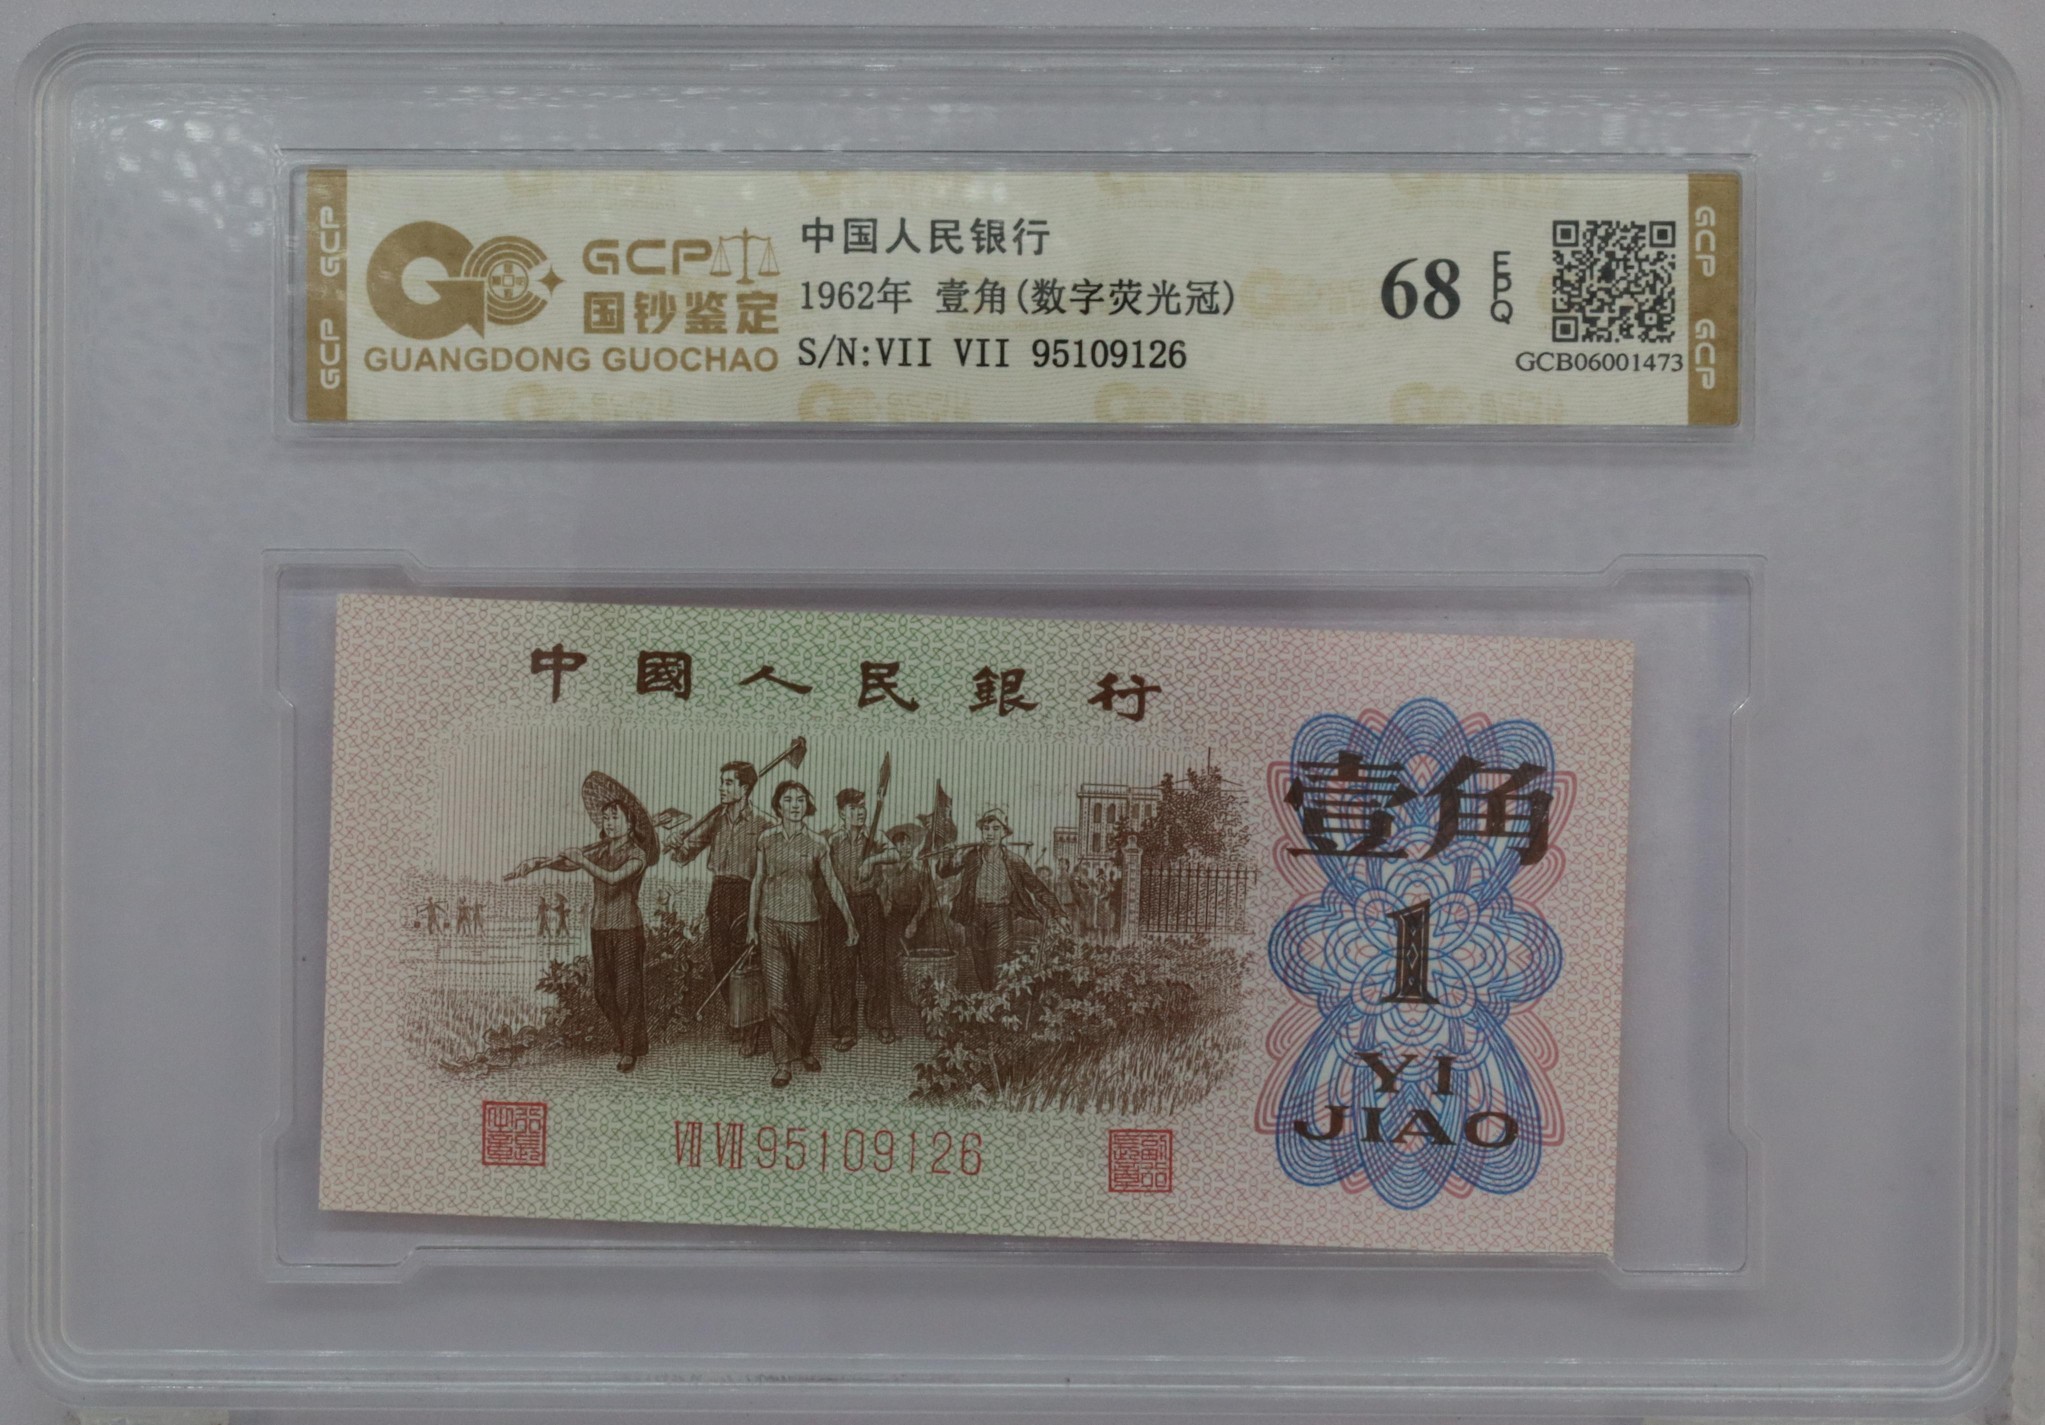 GCP GCP
GCP
国钞鉴定
GUANGDONG GUOCHAO
中国人民银行
1962年 壹角(数字荧光冠)
S/N:VII VII 95109126
68 EPQ
GCB06001473
GCP GCP
中國人民銀行
壹角
1
YI
JIAO
VII VII 95109126